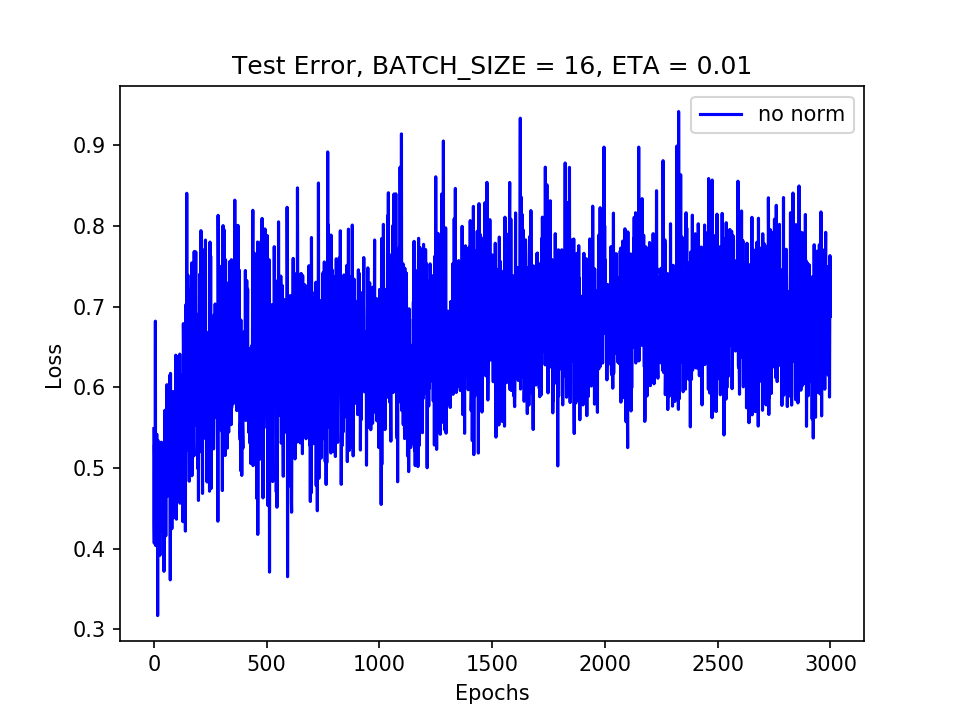 Test Error, BATCH_SIZE = 16, ETA = 0.01
no norm
0.9
0.8
0.7
0.6
0.5
0.4
0.3
Loss
0 500 1000 1500 2000 2500 3000
Epochs